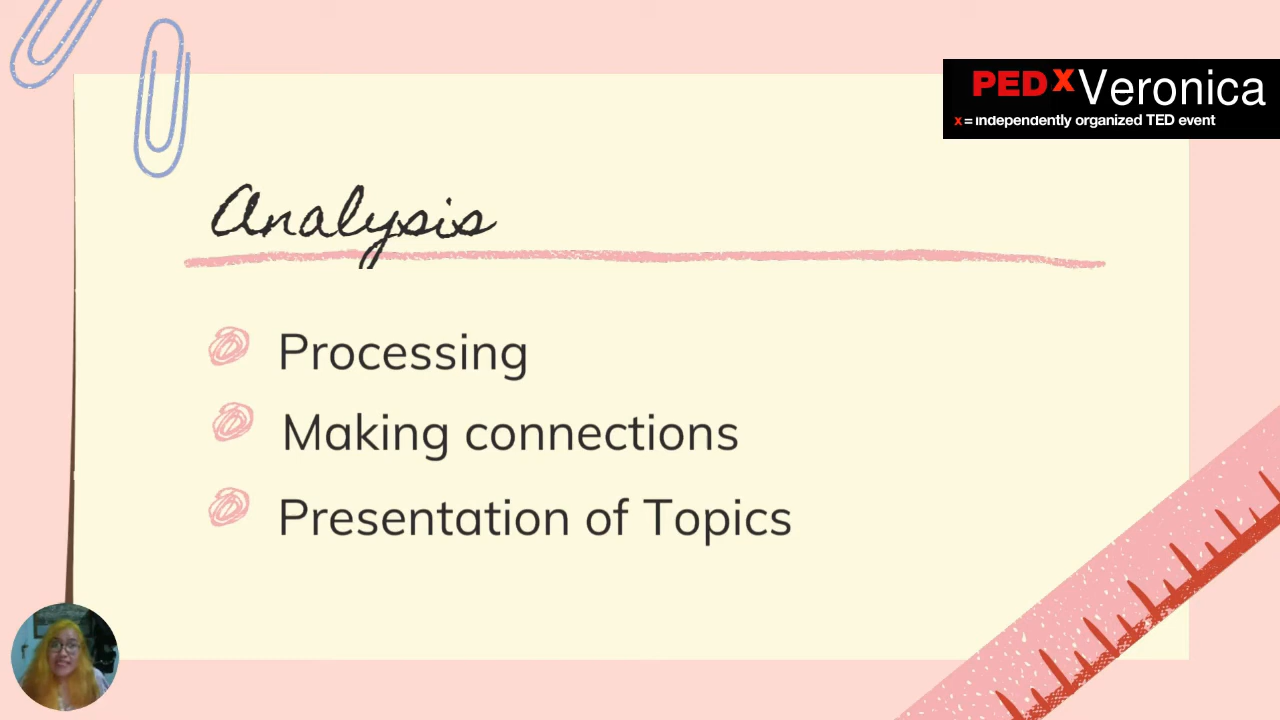 PEDxVeronica
x = independently organized TED event
Analysis
Processing
Making connections
Presentation of Topics